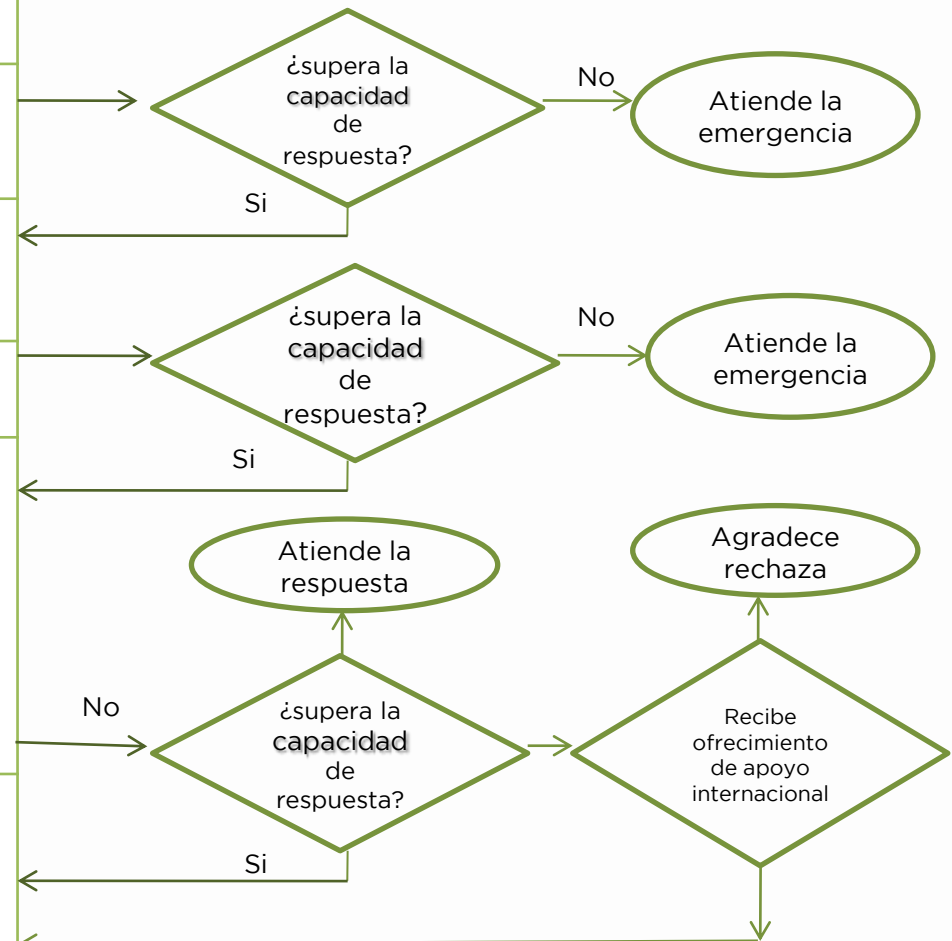 ¿supera la
capacidad
de
respuesta?
No
Atiende la
emergencia
Si
¿supera la
capacidad
de
respuesta?
No
Atiende la
emergencia
Si
Atiende la
respuesta
Agradece
rechaza
No
¿supera la
capacidad
de
respuesta?
Recibe
ofrecimiento
de apoyo
internacional
Si